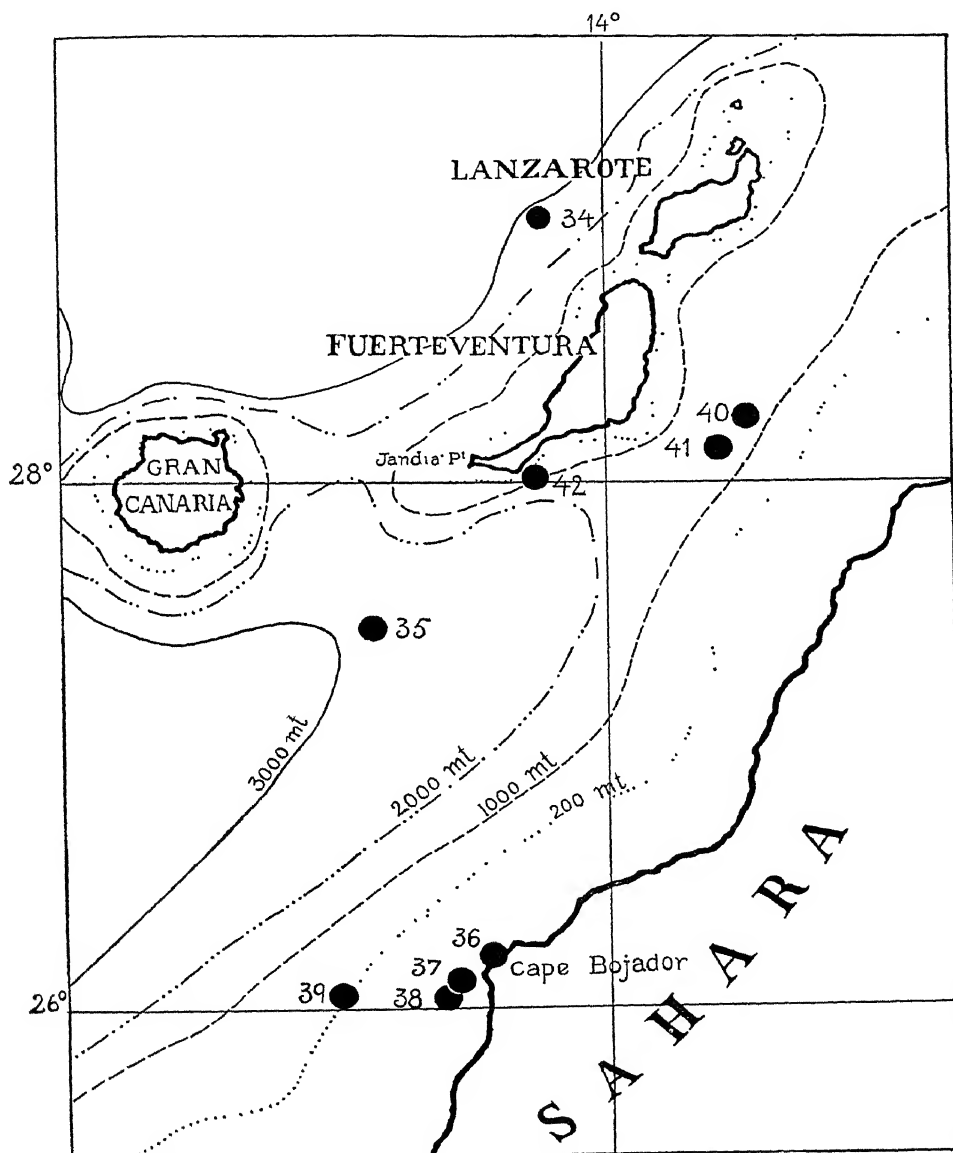 14°
LANZAROTE
34
FUERTEVENTURA
40
41
Jandia Pt
28°
GRAN
CANARIA
42
35
3000 mt
2000 mt
1000 mt
200 mt
36
Cape Bojador
37
39
38
26°
SAHARA